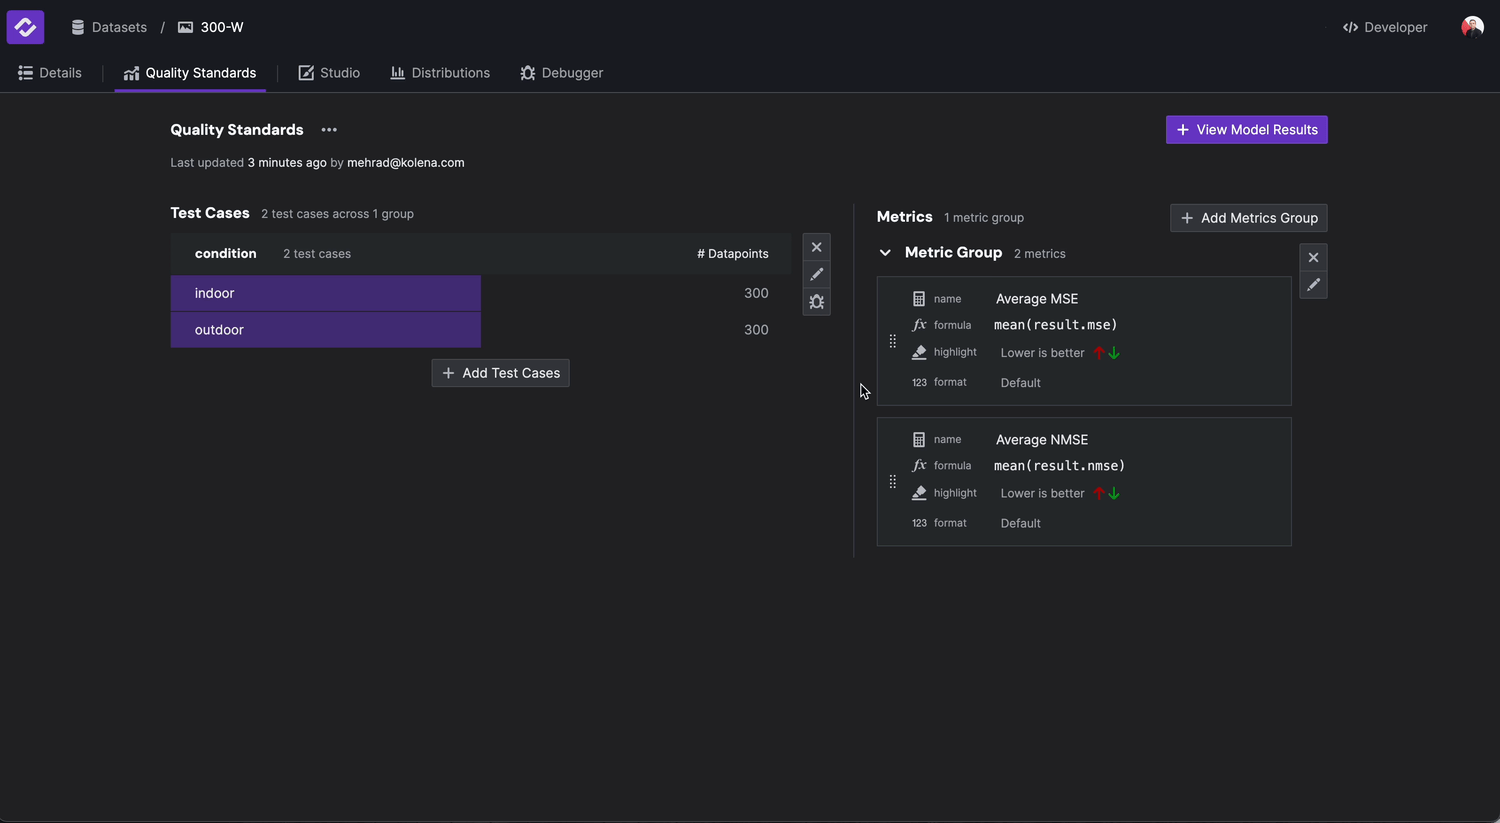 Datasets / 300-W
Developer
Details
Quality Standards
Studio
Distributions
Debugger
Quality Standards
View Model Results
Last updated 3 minutes ago by mehrad@kolena.com
Test Cases 2 test cases across 1 group
condition 2 test cases # Datapoints
indoor 300
outdoor 300
Add Test Cases
Metrics 1 metric group
Add Metrics Group
Metric Group 2 metrics
name Average MSE
fx formula mean(result.mse)
highlight Lower is better
123 format Default
name Average NMSE
fx formula mean(result.nmse)
highlight Lower is better
123 format Default